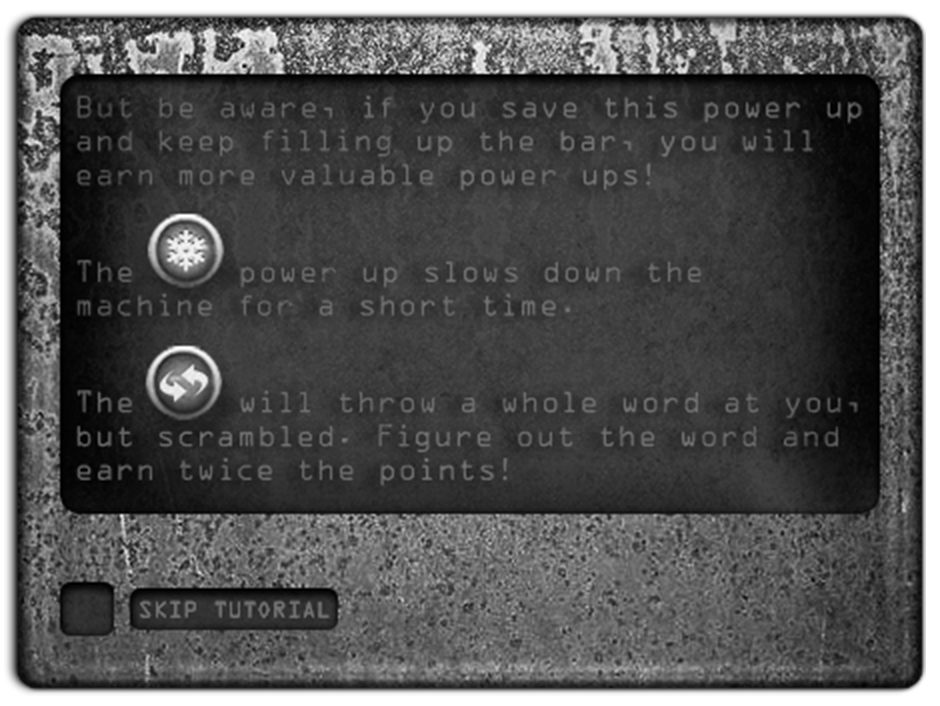 But be aware, if you save this power up
and keep filling up the bar, you will
earn more valuable power ups!
The power up slows down the
machine for a short time.
The will throw a whole word at you,
but scrambled. Figure out the word and
earn twice the points!
SKIP TUTORIAL